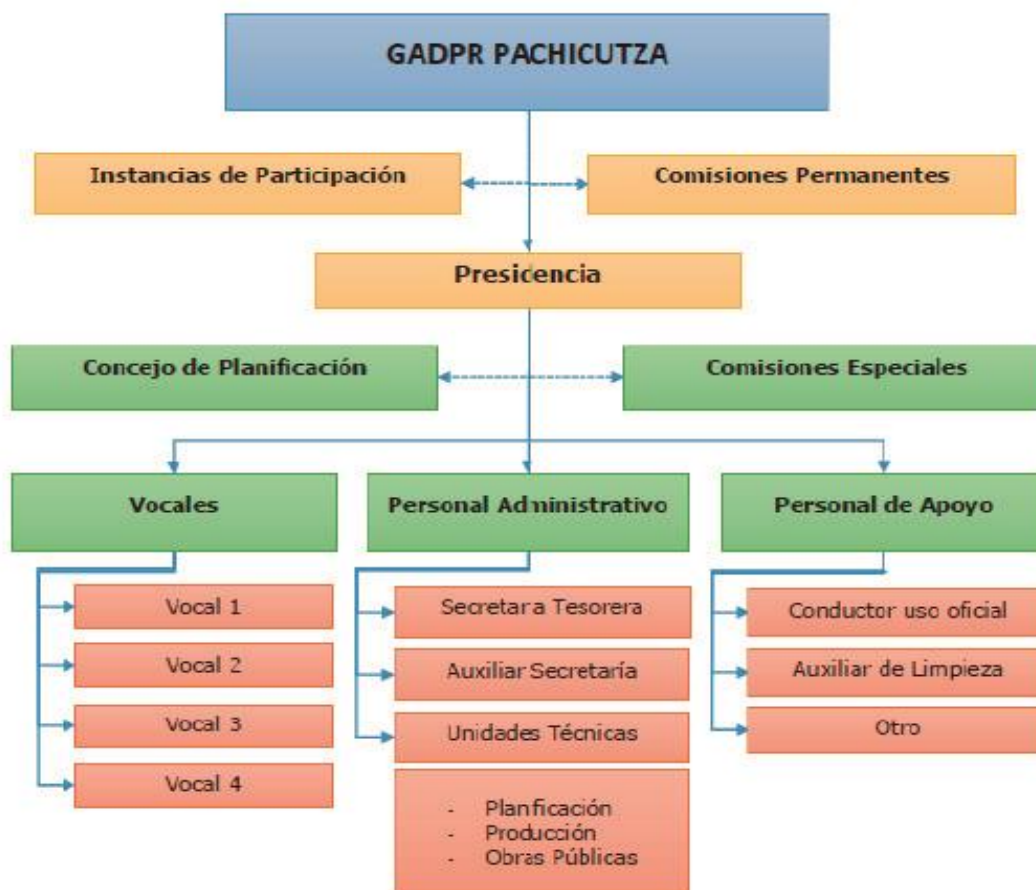 GADPR PACHICUTZA
Instancias de Participación
Comisiones Permanentes
Presidencia
Concejo de Planificación
Comisiones Especiales
Vocales
Personal Administrativo
Personal de Apoyo
Vocal 1
Vocal 2
Vocal 3
Vocal 4
Secretaria Tesorera
Auxiliar Secretaría
Unidades Técnicas
- Planficación
- Producción
- Obras Públicas
Conductor uso oficial
Auxiliar de Limpieza
Otro